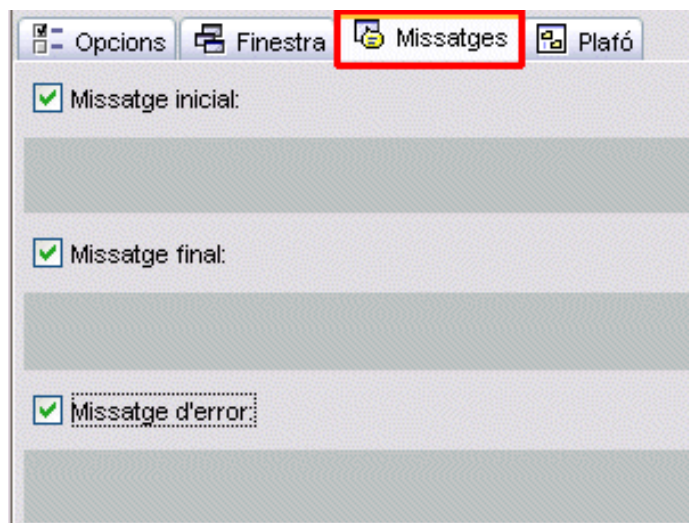 Opcions Finestra Missatges Plafó
Missatge inicial:
Missatge final:
Missatge d'error: